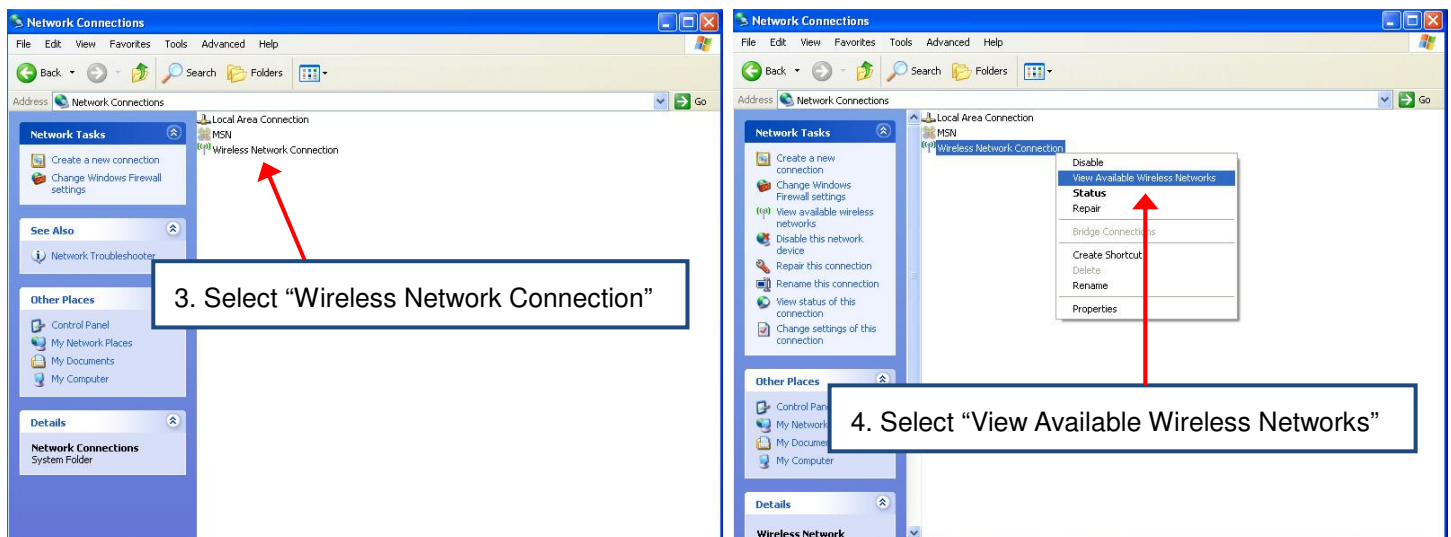 Network Connections
File Edit View Favorites Tools Advanced Help
Back Search Folders
Address Network Connections Go
Network Tasks
Create a new connection
Change Windows Firewall
settings
See Also
Network Troubleshooter
Other Places
Control Panel
My Network Places
My Documents
My Computer
Details
Network Connections
System Folder
Local Area Connection
MSN
Wireless Network Connection
3. Select “Wireless Network Connection”
Network Connections
File Edit View Favorites Tools Advanced Help
Back Search Folders
Address Network Connections Go
Network Tasks
Create a new
connection
Change Windows
Firewall settings
View available wireless
networks
Disable this network
device
Repair this connection
Rename this connection
View status of this
connection
Change settings of this
connection
Other Places
Control Pan
My Network
My Documen
My Computer
Details
Wireless Network
Local Area Connection
MSN
Wireless Network Connection
Disable
View Available Wireless Networks
Status
Repair
Bridge Connections
Create Shortcut
Delete
Rename
Properties
4. Select “View Available Wireless Networks”